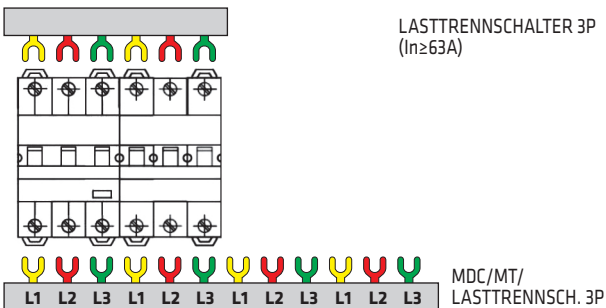 LASTTRENNSCHALTER 3P
(In≥63A)
L1 L2 L3 L1 L2 L3 L1 L2 L3 L1 L2 L3
MDC/MT/
LASTTRENNSCH. 3P